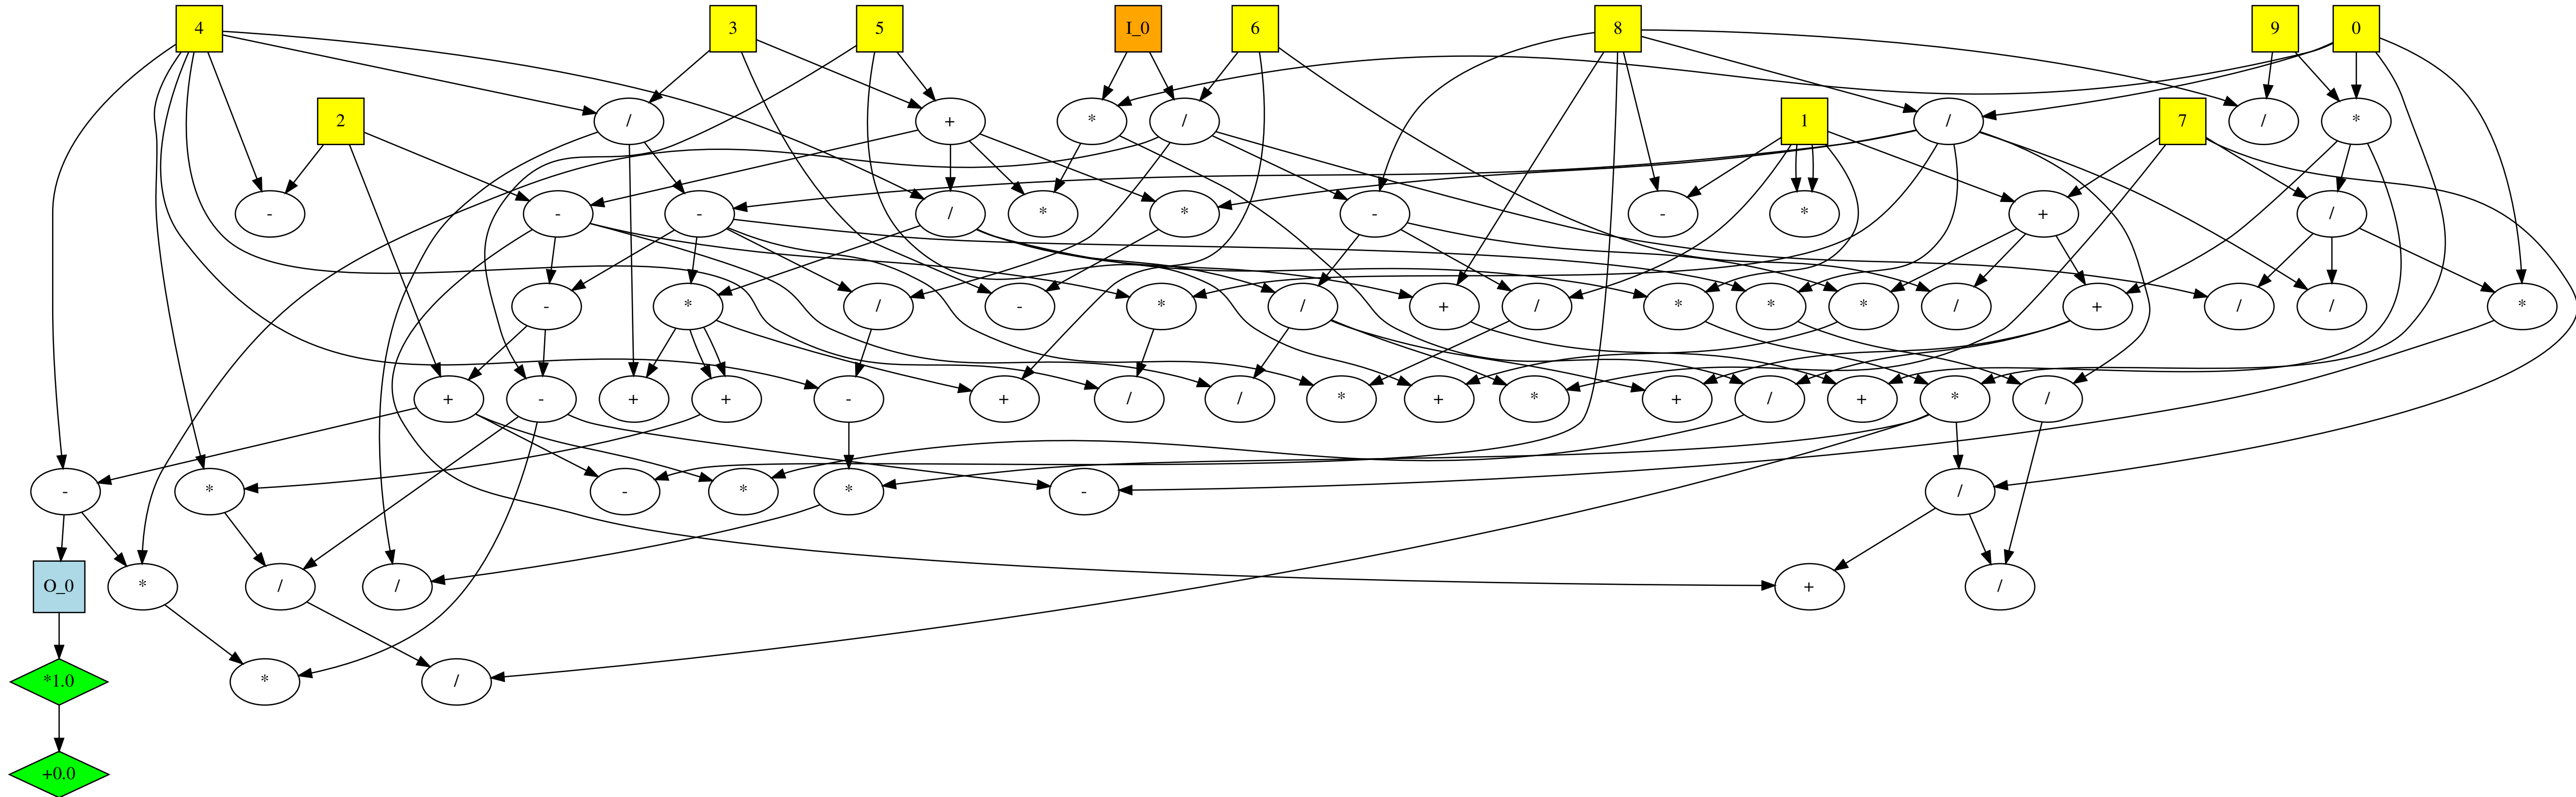 4 3 5 I_0 6 8 9 0
2 / + * / 1 / 7 / *
- - - / * * - - * + /
- * / - * / + / * * * / + / / *
+ - + + - + / / * + * + / + * /
- * - * * - /
O_0 * / / + /
*1.0 * /
+0.0